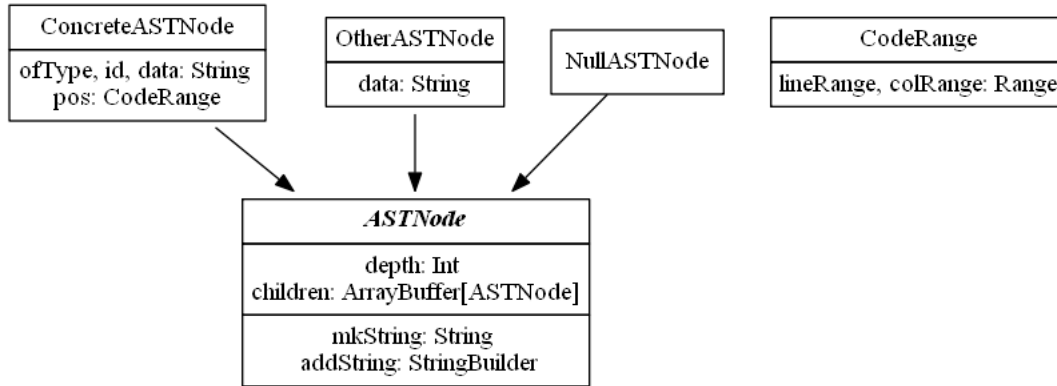 ConcreteASTNode
ofType, id, data: String
pos: CodeRange
OtherASTNode
data: String
NullASTNode
CodeRange
lineRange, colRange: Range
ASTNode
depth: Int
children: ArrayBuffer[ASTNode]
mkString: String
addString: StringBuilder